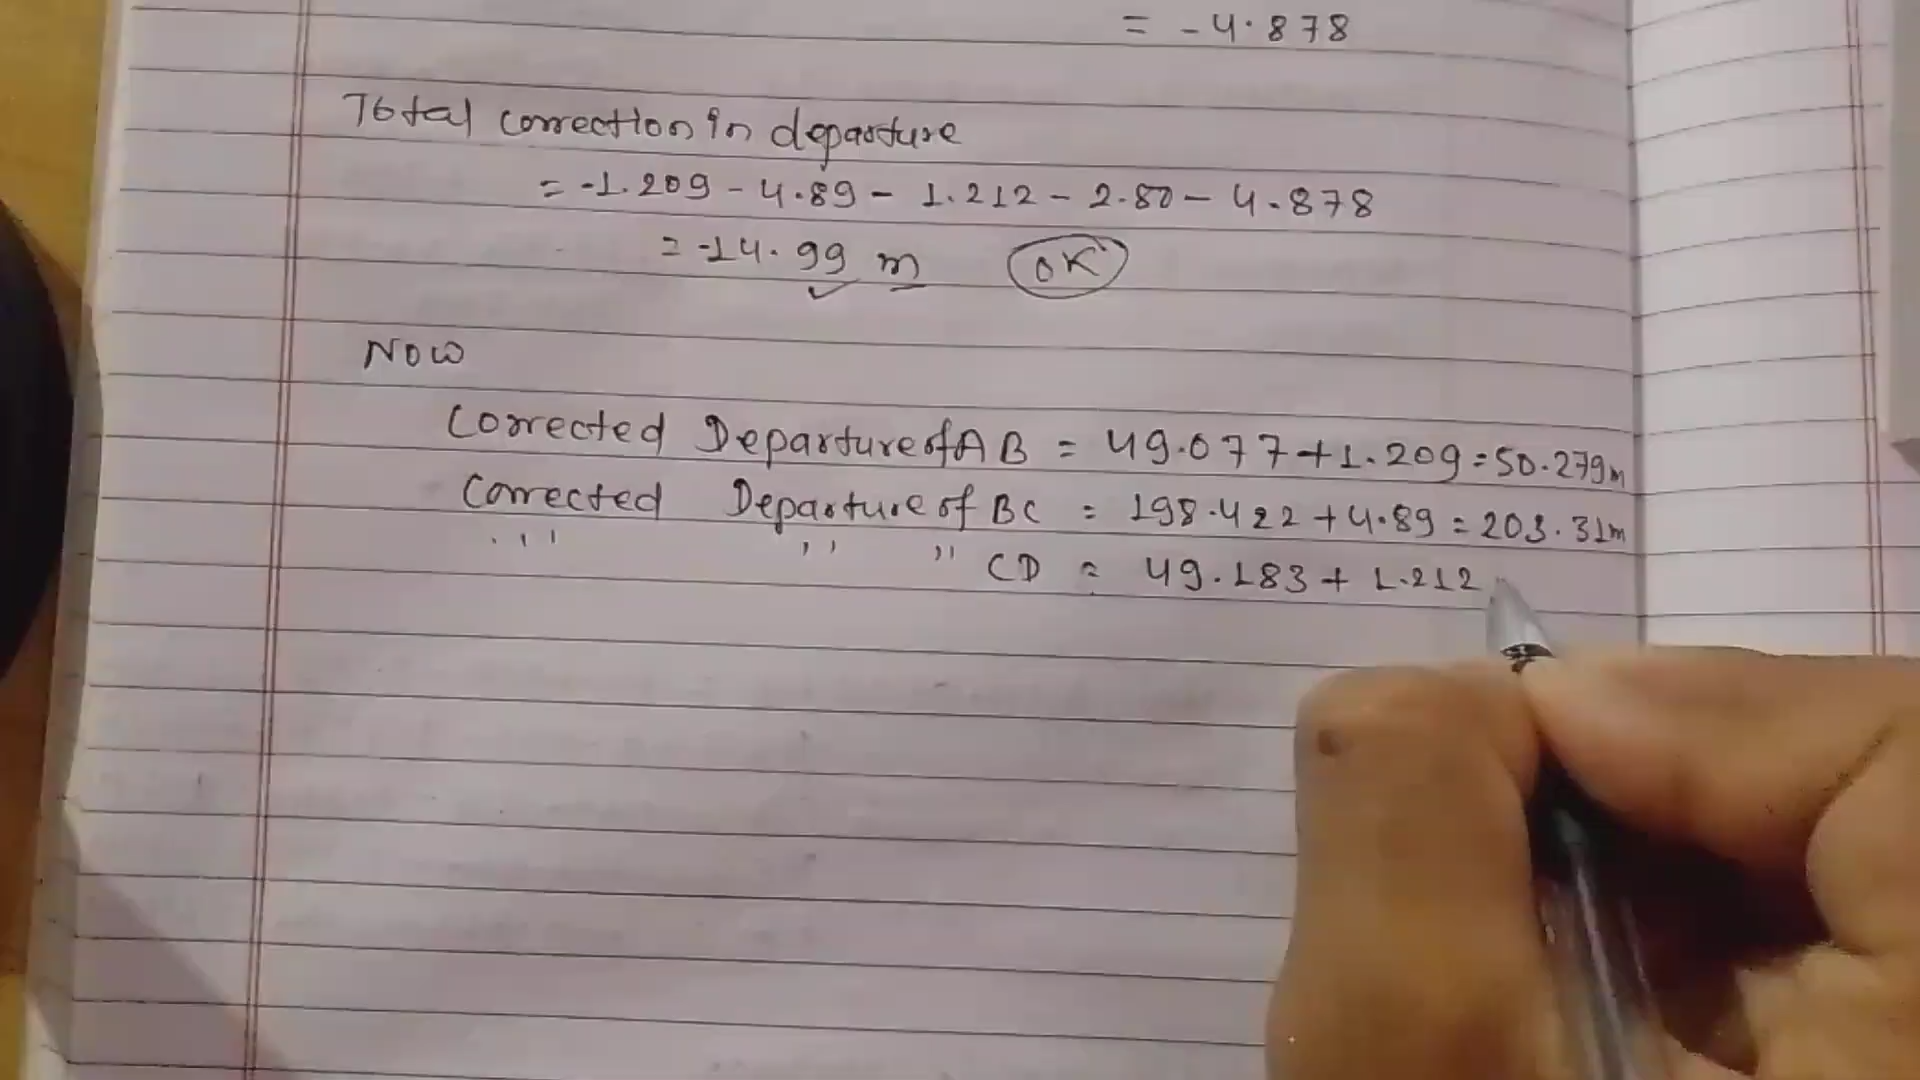 = -4.878
Total correction in departure
= -1.209 - 4.89 - 1.212 - 2.80 - 4.878
= -14.99 m OK
Now
Corrected Departure of AB = 49.077 + 1.209 = 50.279m
Corrected Departure of BC = 198.422 + 4.89 = 203.31m
,, ,, ,, CD = 49.183 + 1.212